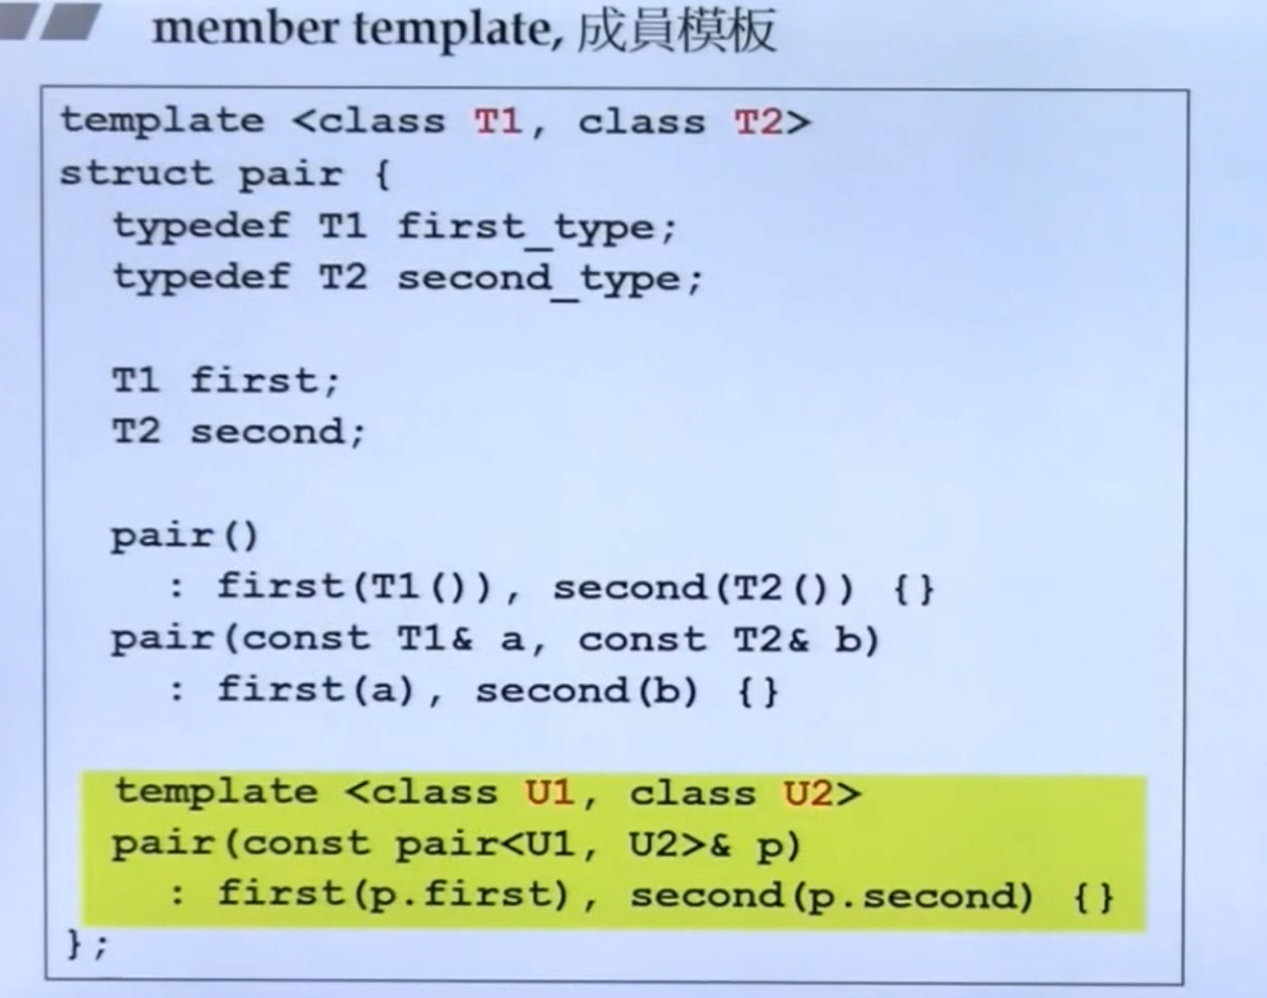 member template, 成員模板
template <class T1, class T2>
struct pair {
typedef T1 first_type;
typedef T2 second_type;
T1 first;
T2 second;
pair()
: first(T1()), second(T2()) {}
pair(const T1& a, const T2& b)
: first(a), second(b) {}
template <class U1, class U2>
pair(const pair<U1, U2>& p)
: first(p.first), second(p.second) {}
};